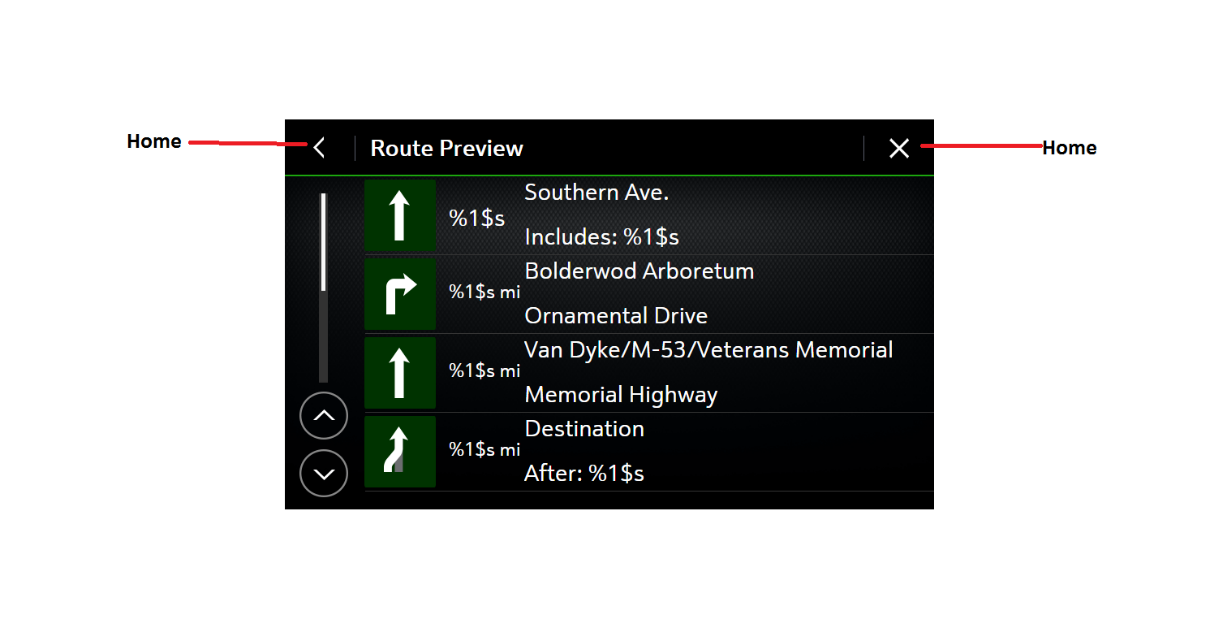 Home
Route Preview
Home
Southern Ave.
%1$s
Includes: %1$s
Bolderwod Arboretum
%1$s mi
Ornamental Drive
Van Dyke/M-53/Veterans Memorial
%1$s mi
Memorial Highway
Destination
%1$s mi
After: %1$s